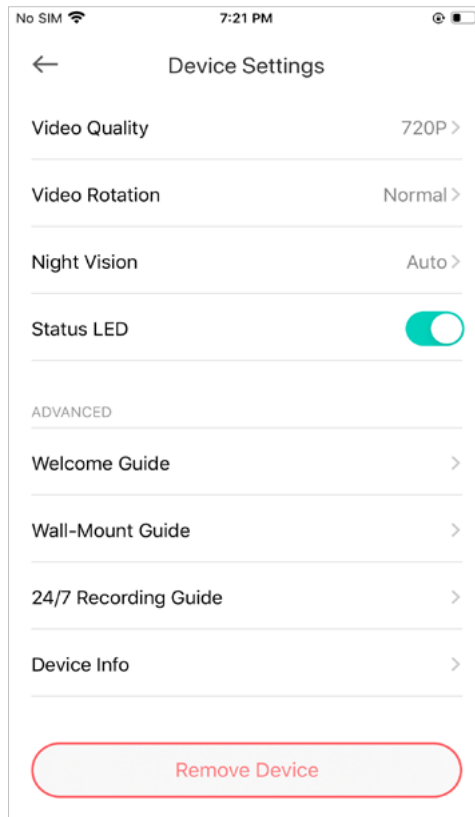 No SIM 7:21 PM
Device Settings
Video Quality 720P
Video Rotation Normal
Night Vision Auto
Status LED
ADVANCED
Welcome Guide
Wall-Mount Guide
24/7 Recording Guide
Device Info
Remove Device